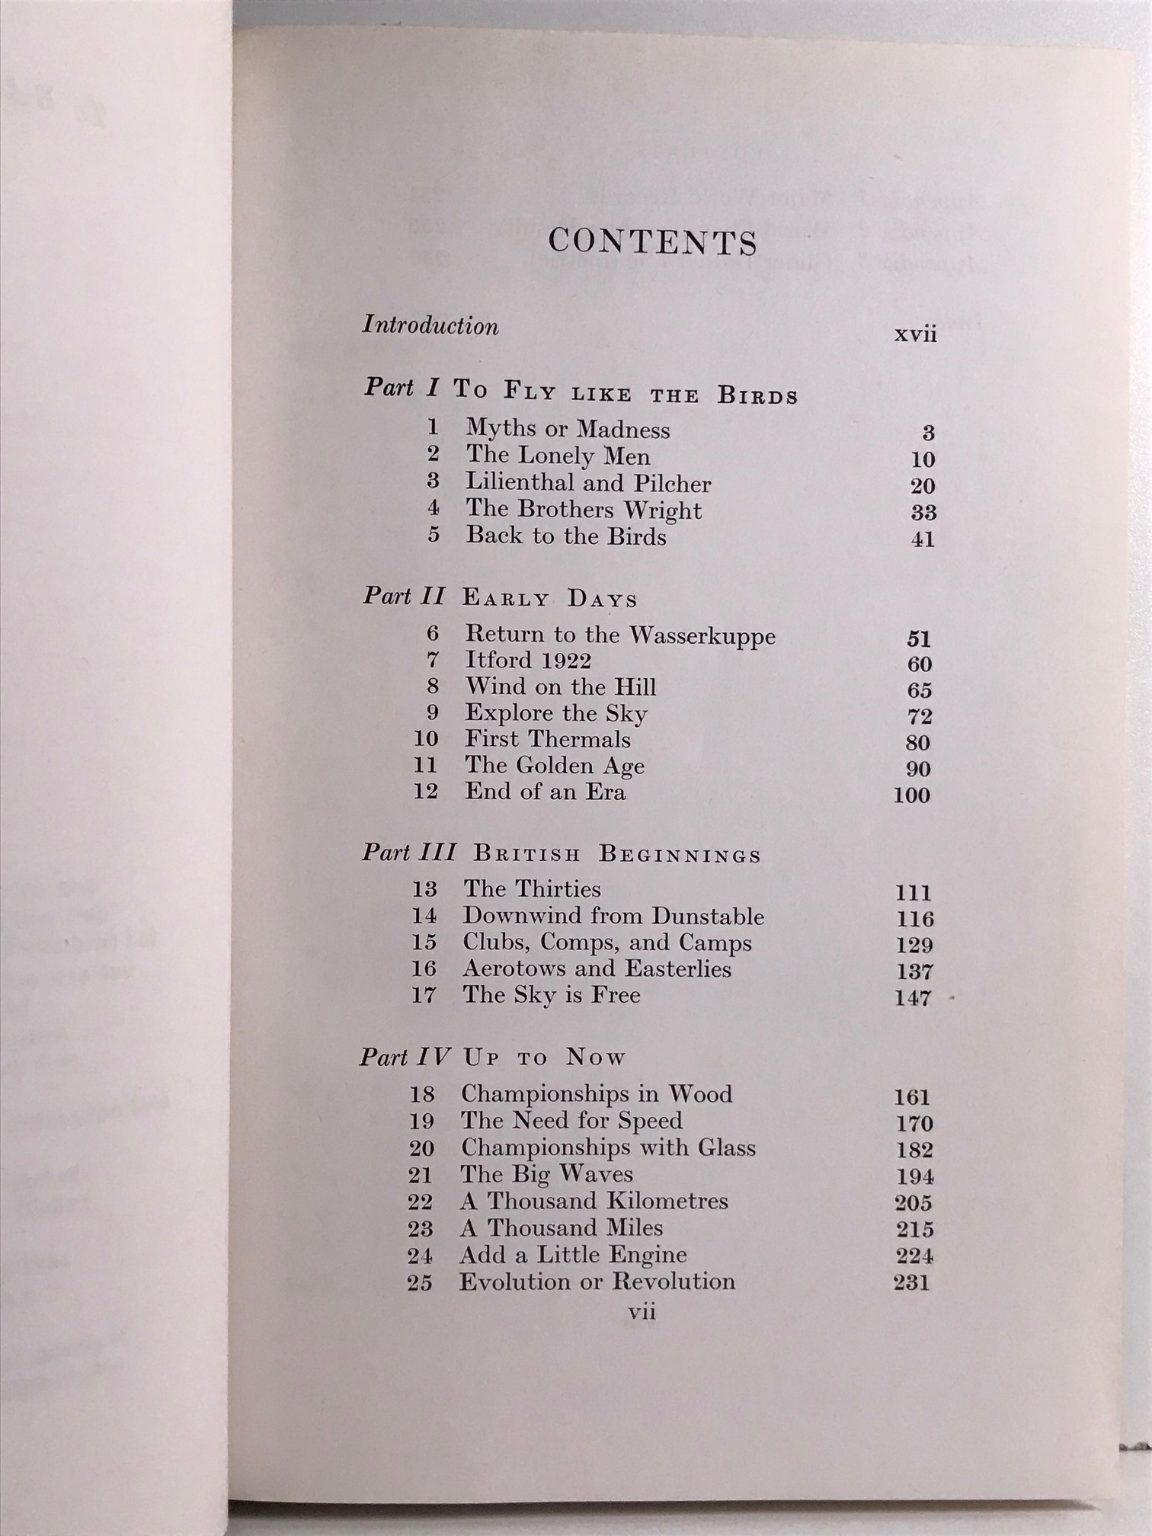 CONTENTS
Introduction xvii
Part I To Fly like the Birds
1 Myths or Madness 3
2 The Lonely Men 10
3 Lilienthal and Pilcher 20
4 The Brothers Wright 33
5 Back to the Birds 41
Part II Early Days
6 Return to the Wasserkuppe 51
7 Itford 1922 60
8 Wind on the Hill 65
9 Explore the Sky 72
10 First Thermals 80
11 The Golden Age 90
12 End of an Era 100
Part III British Beginnings
13 The Thirties 111
14 Downwind from Dunstable 116
15 Clubs, Comps, and Camps 129
16 Aerotows and Easterlies 137
17 The Sky is Free 147
Part IV Up to Now
18 Championships in Wood 161
19 The Need for Speed 170
20 Championships with Glass 182
21 The Big Waves 194
22 A Thousand Kilometres 205
23 A Thousand Miles 215
24 Add a Little Engine 224
25 Evolution or Revolution 231
vii